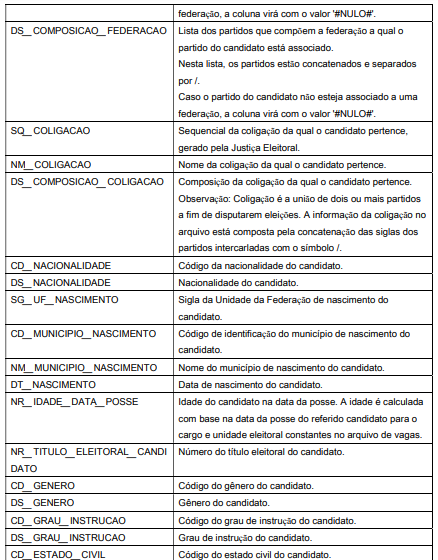 federação, a coluna virá com o valor '#NULO#'.
DS_COMPOSICAO_FEDERACAO
Lista dos partidos que compõem a federação a qual o
partido do candidato está associado.
Nesta lista, os partidos estão concatenados e separados
por /.
Caso o partido do candidato não esteja associado a uma
federação, a coluna virá com o valor '#NULO#'.
SQ_COLIGACAO
Sequencial da coligação da qual o candidato pertence,
gerado pela Justiça Eleitoral.
NM_COLIGACAO
Nome da coligação da qual o candidato pertence.
DS_COMPOSICAO_COLIGACAO
Composição da coligação da qual o candidato pertence.
Observação: Coligação é a união de dois ou mais partidos
a fim de disputarem eleições. A informação da coligação no
arquivo está composta pela concatenação das siglas dos
partidos intercarladas com o símbolo /.
CD_NACIONALIDADE
Código da nacionalidade do candidato.
DS_NACIONALIDADE
Nacionalidade do candidato.
SG_UF_NASCIMENTO
Sigla da Unidade da Federação de nascimento do
candidato.
CD_MUNICIPIO_NASCIMENTO
Código de identificação do município de nascimento do
candidato.
NM_MUNICIPIO_NASCIMENTO
Nome do município de nascimento do candidato.
DT_NASCIMENTO
Data de nascimento do candidato.
NR_IDADE_DATA_POSSE
Idade do candidato na data da posse. A idade é calculada
com base na data da posse do referido candidato para o
cargo e unidade eleitoral constantes no arquivo de vagas.
NR_TITULO_ELEITORAL_CANDI
DATO
Número do título eleitoral do candidato.
CD_GENERO
Código do gênero do candidato.
DS_GENERO
Gênero do candidato.
CD_GRAU_INSTRUCAO
Código do grau de instrução do candidato.
DS_GRAU_INSTRUCAO
Grau de instrução do candidato.
CD_ESTADO_CIVIL
Código do estado civil do candidato.